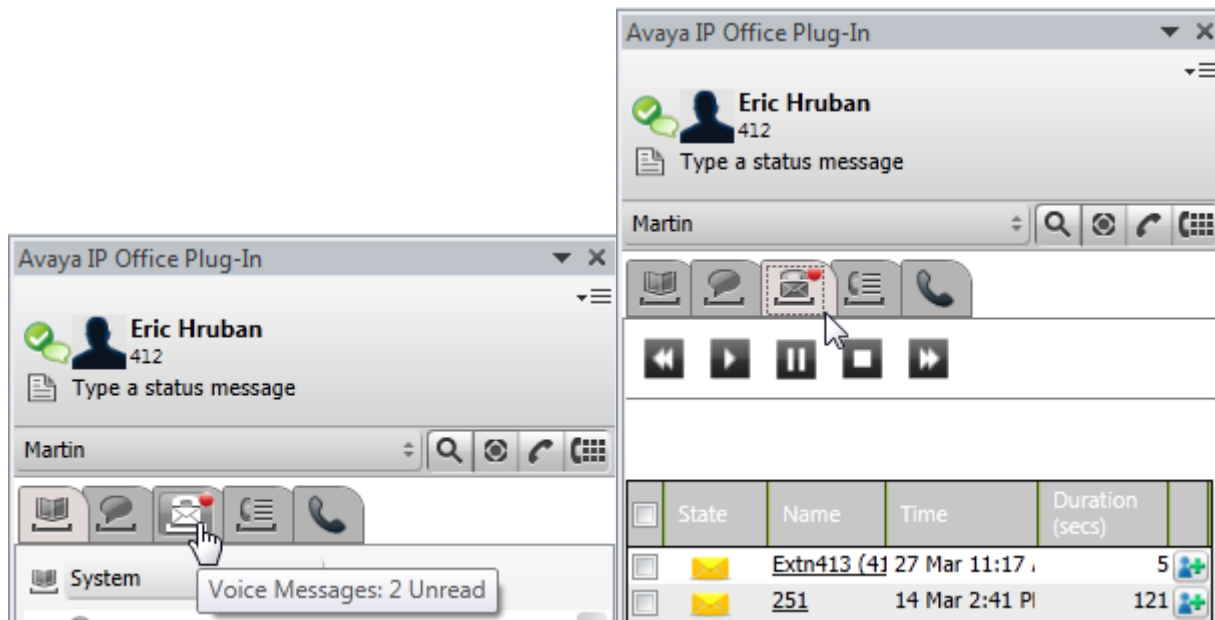 Avaya IP Office Plug-In
Eric Hruban
412
Type a status message
Martin
System
Voice Messages: 2 Unread
Avaya IP Office Plug-In
Eric Hruban
412
Type a status message
Martin
State Name Time Duration (secs)
Extn413 (41 27 Mar 11:17 5
251 14 Mar 2:41 P 121